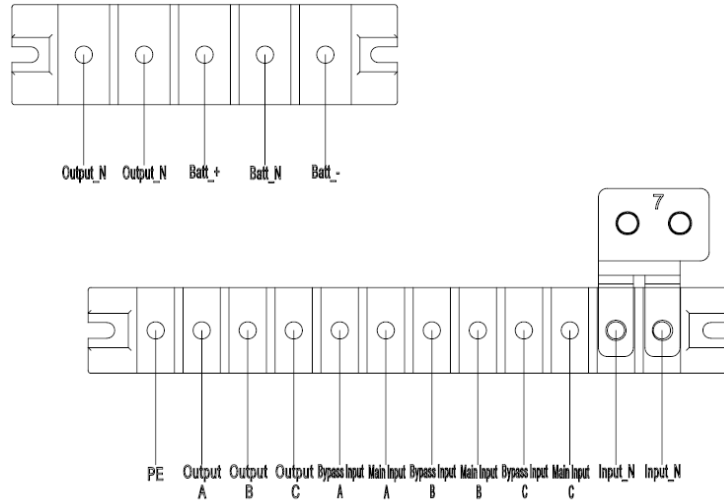 Output_N Output_N Batt_+ Batt_N Batt_-
7
PE Output Output Output Bypass Input Main Input Bypass Input Main Input Bypass Input Main Input Input_N Input_N
A B C A A B B C C